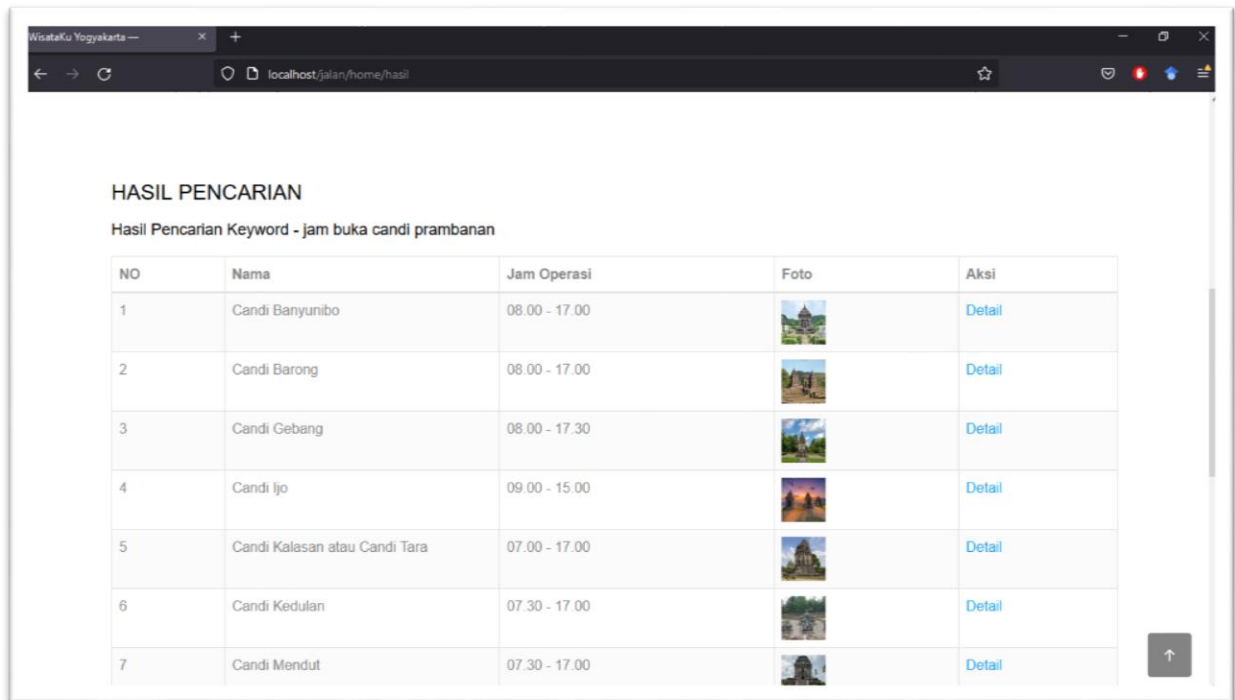 WisataKu Yogyakarta —
localhost/jalan/home/hasil
HASIL PENCARIAN
Hasil Pencarian Keyword - jam buka candi prambanan
NO Nama Jam Operasi Foto Aksi
1 Candi Banyunibo 08.00 - 17.00 Detail
2 Candi Barong 08.00 - 17.00 Detail
3 Candi Gebang 08.00 - 17.30 Detail
4 Candi Ijo 09.00 - 15.00 Detail
5 Candi Kalasan atau Candi Tara 07.00 - 17.00 Detail
6 Candi Kedulan 07.30 - 17.00 Detail
7 Candi Mendut 07.30 - 17.00 Detail